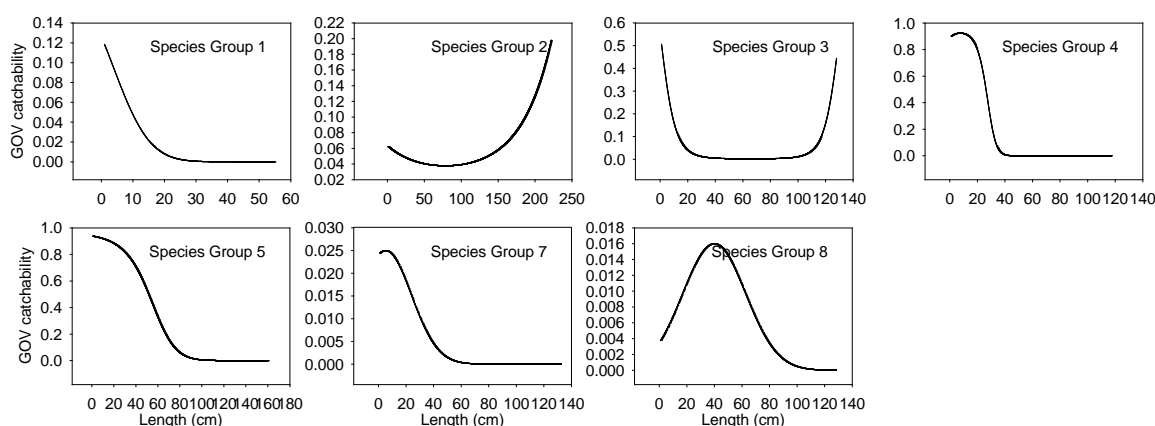 Species Group 1
GOV catchability
0.14
0.12
0.10
0.08
0.06
0.04
0.02
0.00
0 10 20 30 40 50 60
Species Group 2
0.22
0.20
0.18
0.16
0.14
0.12
0.10
0.08
0.06
0.04
0.02
0 50 100 150 200 250
Species Group 3
0.6
0.5
0.4
0.3
0.2
0.1
0.0
0 20 40 60 80 100 120 140
Species Group 4
1.0
0.8
0.6
0.4
0.2
0.0
0 20 40 60 80 100 120 140
Species Group 5
GOV catchability
1.0
0.8
0.6
0.4
0.2
0.0
0 20 40 60 80 100 120 140 160 180
Length (cm)
Species Group 7
0.030
0.025
0.020
0.015
0.010
0.005
0.000
0 20 40 60 80 100 120 140
Length (cm)
Species Group 8
0.018
0.016
0.014
0.012
0.010
0.008
0.006
0.004
0.002
0.000
0 20 40 60 80 100 120 140
Length (cm)